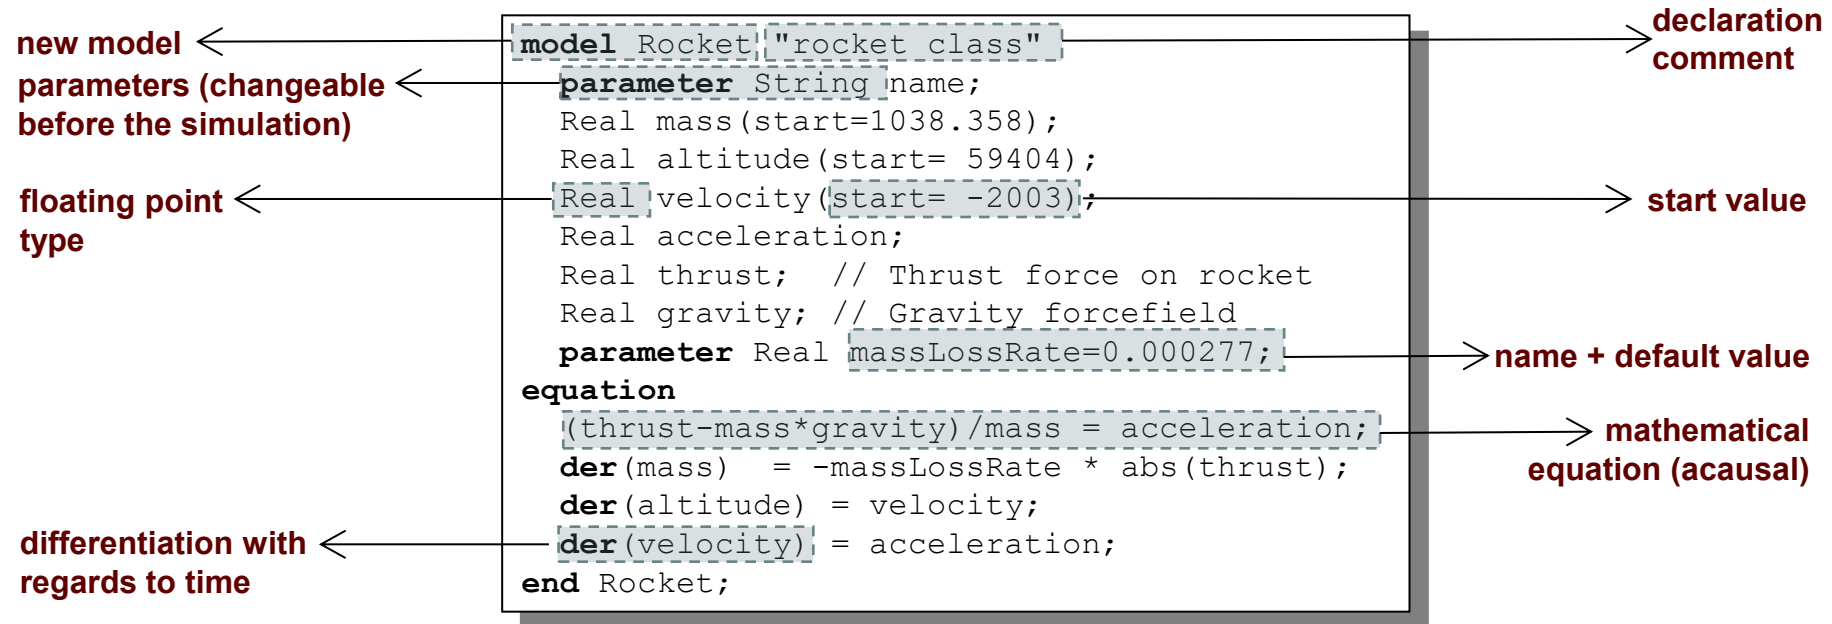 new model
parameters (changeable
before the simulation)
floating point
type
differentiation with
regards to time
model Rocket "rocket class"
  parameter String name;
  Real mass(start=1038.358);
  Real altitude(start= 59404);
  Real velocity(start= -2003);
  Real acceleration;
  Real thrust;  // Thrust force on rocket
  Real gravity; // Gravity forcefield
  parameter Real massLossRate=0.000277;
equation
  (thrust-mass*gravity)/mass = acceleration;
  der(mass)  = -massLossRate * abs(thrust);
  der(altitude) = velocity;
  der(velocity) = acceleration;
end Rocket;
declaration
comment
start value
name + default value
mathematical
equation (acausal)